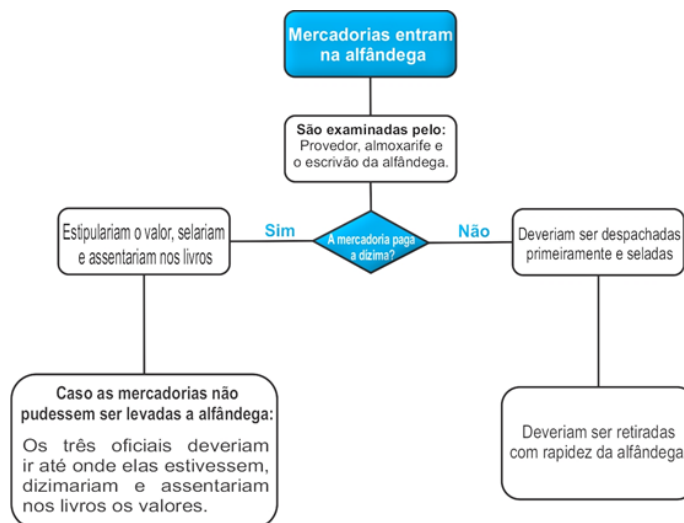 Mercadorias entram
na alfândega
São examinadas pelo:
Provedor, almoxarife e
o escrivão da alfândega.
Sim
A mercadoria paga
a dízima?
Não
Estipulariam o valor, selariam
e assentariam nos livros
Deveriam ser despachadas
primeiramente e seladas
Caso as mercadorias não
pudessem ser levadas a alfândega:
Os três oficiais deveriam
ir até onde elas estivessem,
dizimariam e assentariam
nos livros os valores.
Deveriam ser retiradas
com rapidez da alfândega.